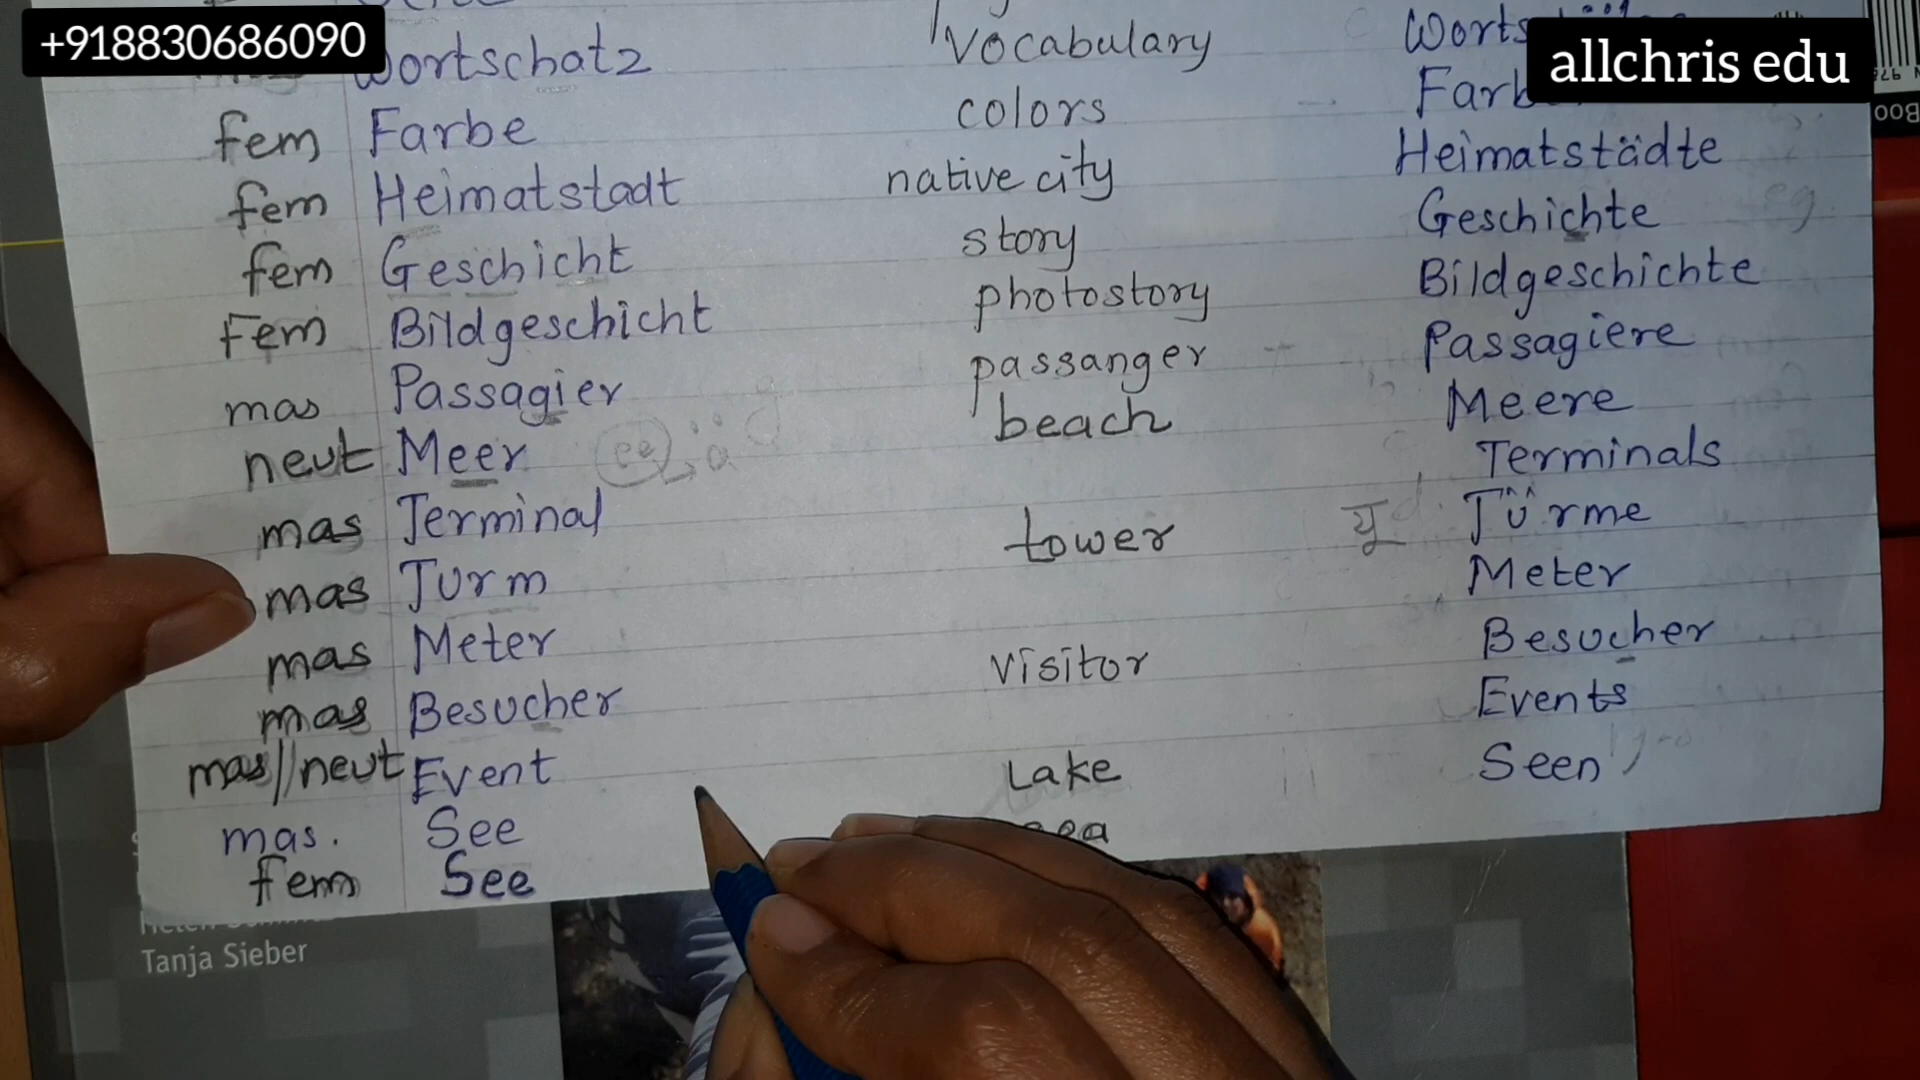 +918830686090
allchris edu
Wortschatz vocabulary
fem Farbe colors
fem Heimatstadt native city Heimatstädte
fem Geschicht story Geschichte
Fem Bildgeschicht photostory Bildgeschichte
mas Passagier passanger Passagiere
neut Meer beach Meere
mas Terminal Terminals
mas Turm tower यू Türme
mas Meter Meter
mas Besucher visitor Besucher
mas//neut Event Events
mas. See Lake Seen
fem See
Tanja Sieber